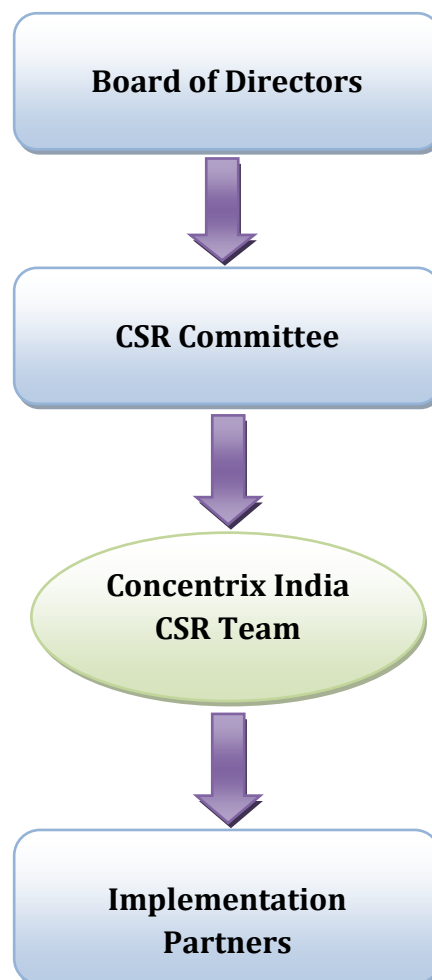 Board of Directors
CSR Committee
Concentrix India
CSR Team
Implementation
Partners